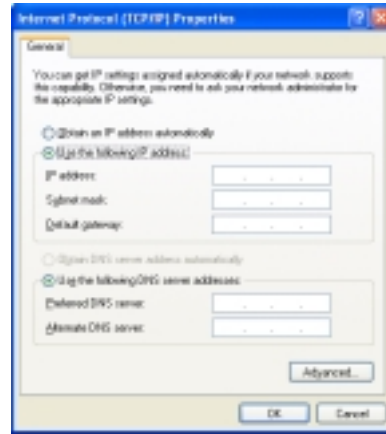 Internet Protocol (TCP/IP) Properties
General
You can get IP settings assigned automatically if your network supports
this capability. Otherwise, you need to ask your network administrator for
the appropriate IP settings.
Obtain an IP address automatically
Use the following IP address:
IP address:
Subnet mask:
Default gateway:
Obtain DNS server address automatically
Use the following DNS server addresses:
Preferred DNS server:
Alternate DNS server:
Advanced...
OK Cancel